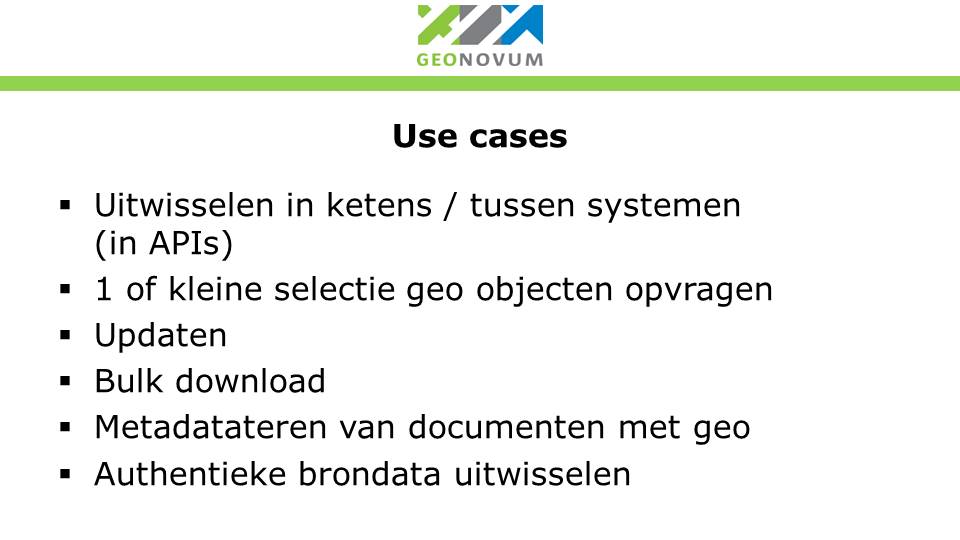 GEONOVUM
Use cases
▪ Uitwisselen in ketens / tussen systemen
(in APIs)
▪ 1 of kleine selectie geo objecten opvragen
▪ Updaten
▪ Bulk download
▪ Metadatateren van documenten met geo
▪ Authentieke brondata uitwisselen